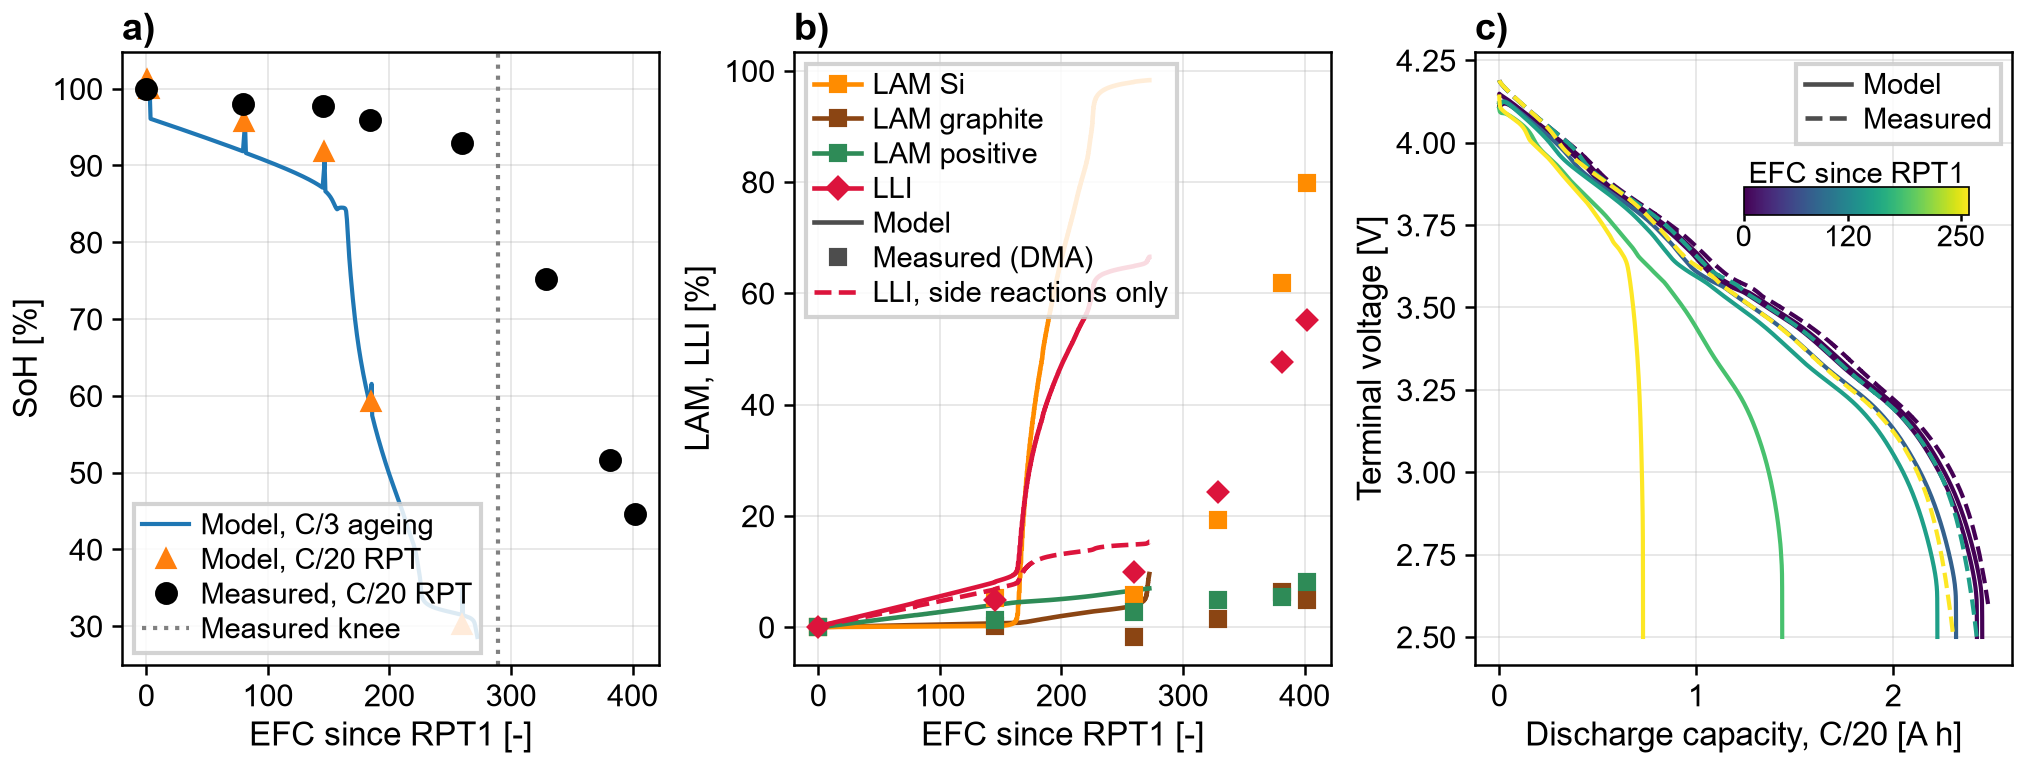 a)
SoH [%]
100
90
80
70
60
50
40
30
Model, C/3 ageing
Model, C/20 RPT
Measured, C/20 RPT
Measured knee
0 100 200 300 400
EFC since RPT1 [-]
b)
LAM, LLI [%]
100
80
60
40
20
0
LAM Si
LAM graphite
LAM positive
LLI
Model
Measured (DMA)
LLI, side reactions only
0 100 200 300 400
EFC since RPT1 [-]
c)
Terminal voltage [V]
4.25
4.00
3.75
3.50
3.25
3.00
2.75
2.50
Model
Measured
EFC since RPT1
0 120 250
0 1 2
Discharge capacity, C/20 [A h]